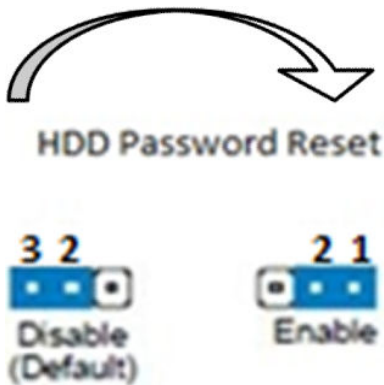 HDD Password Reset
3 2
2 1
Disable
(Default)
Enable